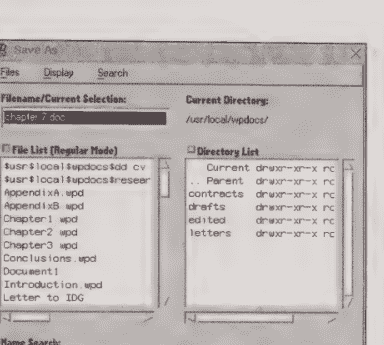 Save As
Files Display Search
Filename/Current Selection:
chapter 7.doc
Current Directory:
/usr/local/wpdocs/
File List (Regular Mode)
$usr$local$wpdocs$dd cv
$usr$local$wpdocs$resear
AppendixA.wpd
AppendixB wpd
Chapter1 wpd
Chapter2 wpd
Chapter3 wpd
Conclusions.wpd
Document1
Introduction.wpd
Letter to IDG
Directory List
. Current drwxr-xr-x rc
.. Parent drwxr-xr-x rc
contracts drwxr-xr-x rc
drafts drwxr-xr-x rc
edited drwxr-xr-x rc
letters drwxr-xr-x rc
Name Search: